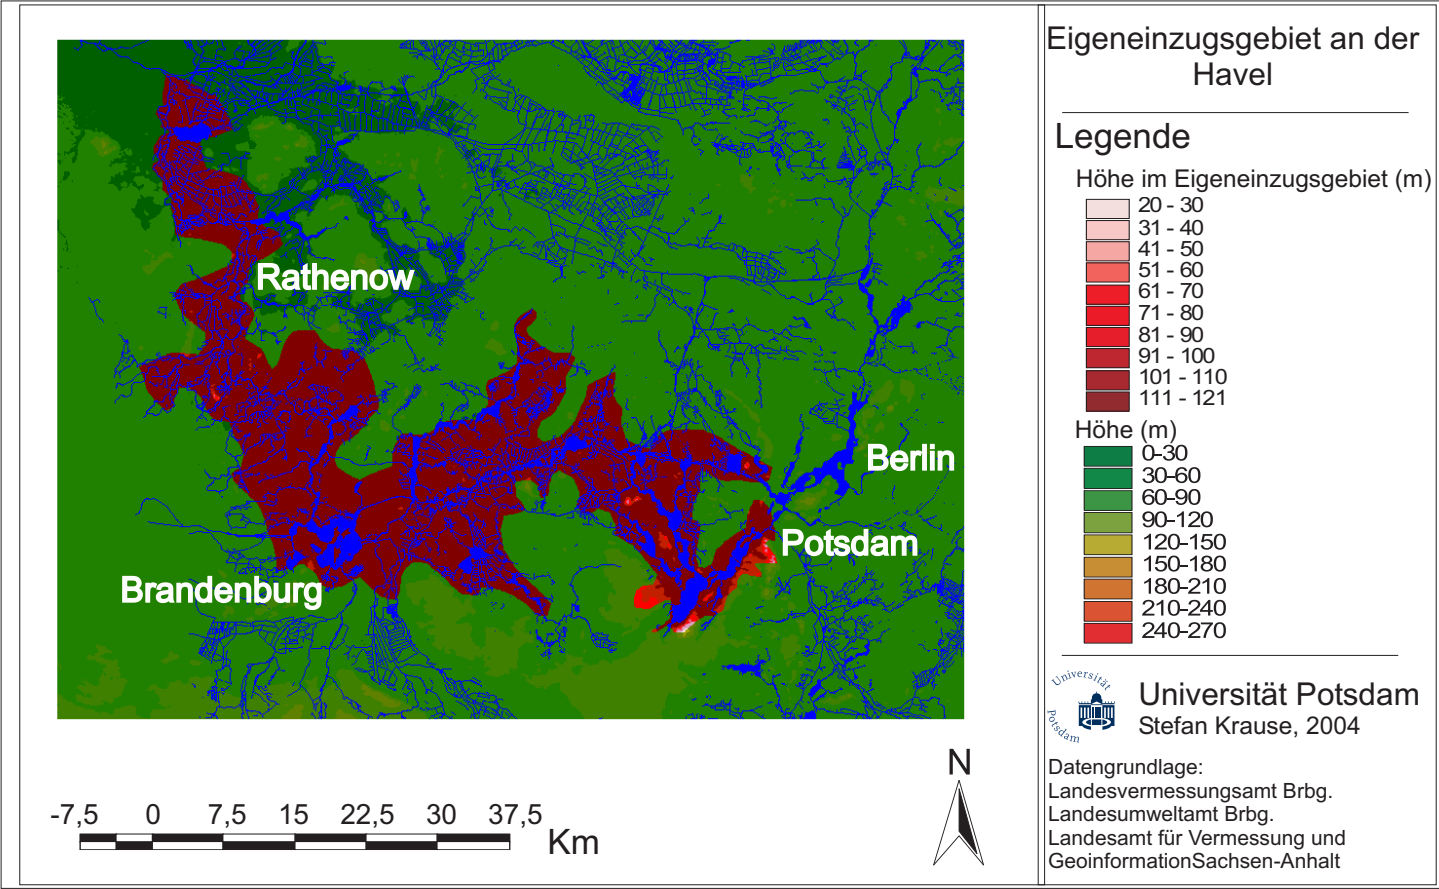 Rathenow
Berlin
Potsdam
Brandenburg
-7,5 0 7,5 15 22,5 30 37,5
Km
N
Eigeneinzugsgebiet an der
Havel
Legende
Höhe im Eigeneinzugsgebiet (m)
20 - 30
31 - 40
41 - 50
51 - 60
61 - 70
71 - 80
81 - 90
91 - 100
101 - 110
111 - 121
Höhe (m)
0-30
30-60
60-90
90-120
120-150
150-180
180-210
210-240
240-270
Universität
Potsdam
Universität Potsdam
Stefan Krause, 2004
Datengrundlage:
Landesvermessungsamt Brbg.
Landesumweltamt Brbg.
Landesamt für Vermessung und
GeoinformationSachsen-Anhalt